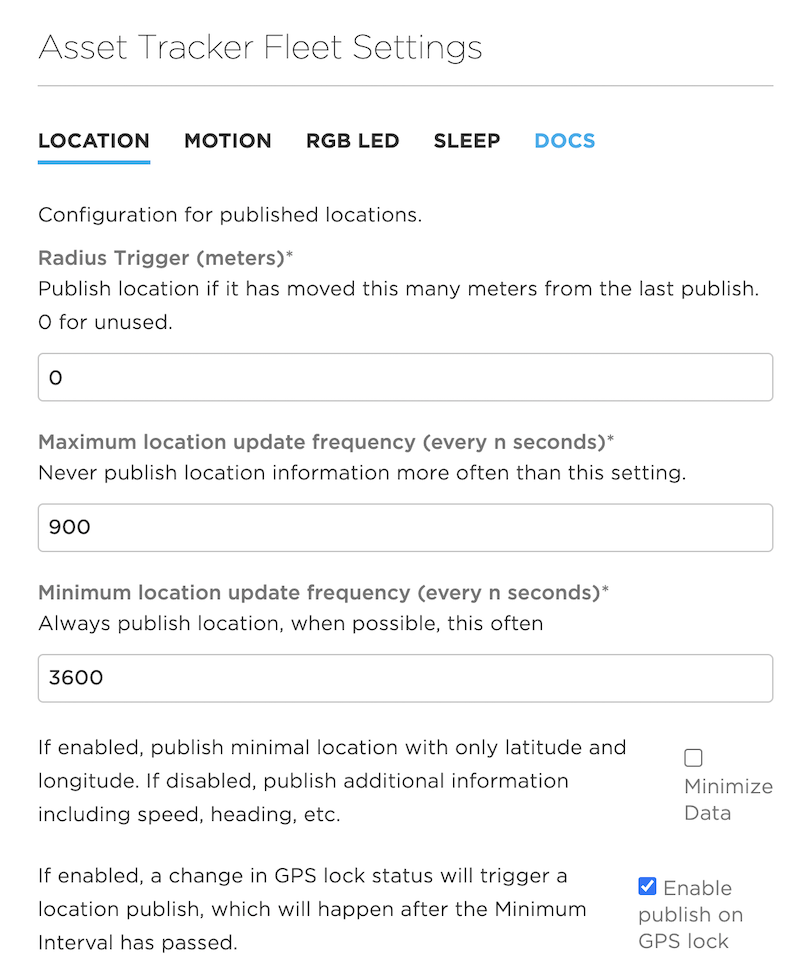 Asset Tracker Fleet Settings
LOCATION MOTION RGB LED SLEEP DOCS
Configuration for published locations.
Radius Trigger (meters)*
Publish location if it has moved this many meters from the last publish.
0 for unused.
0
Maximum location update frequency (every n seconds)*
Never publish location information more often than this setting.
900
Minimum location update frequency (every n seconds)*
Always publish location, when possible, this often
3600
If enabled, publish minimal location with only latitude and
longitude. If disabled, publish additional information
including speed, heading, etc.
Minimize
Data
If enabled, a change in GPS lock status will trigger a
location publish, which will happen after the Minimum
Interval has passed.
Enable
publish on
GPS lock